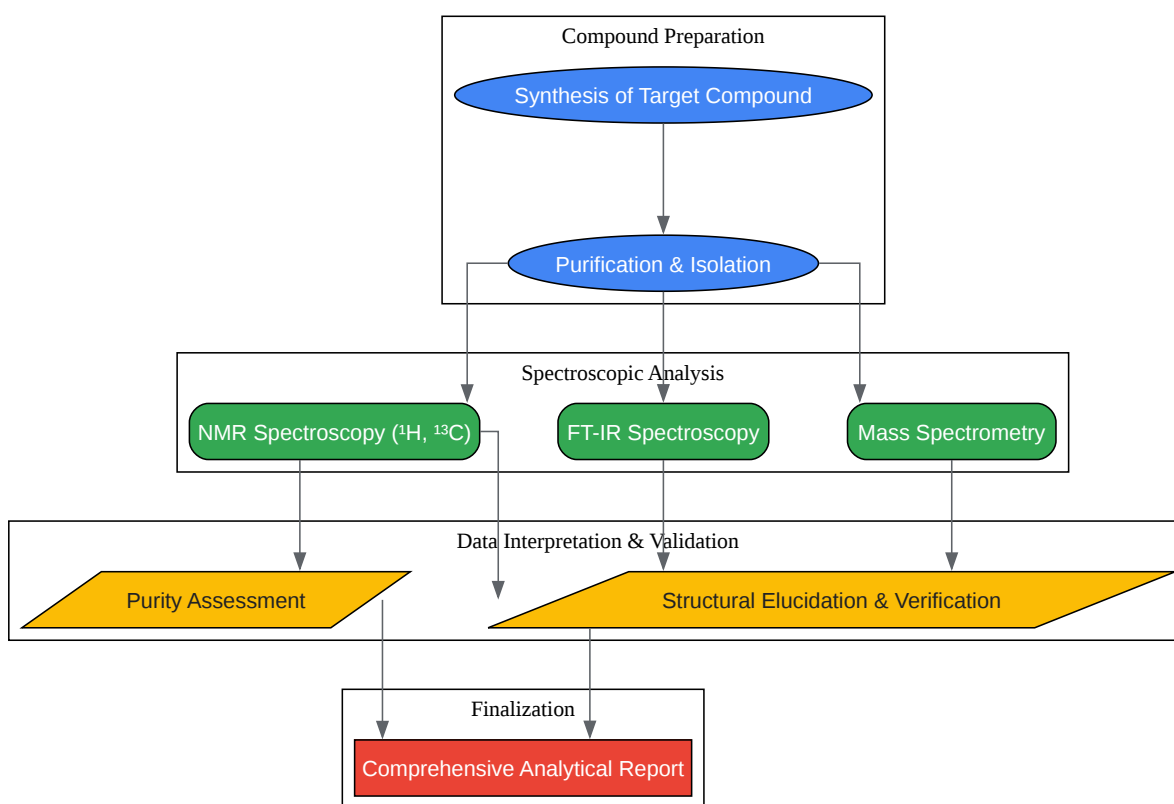 Compound Preparation
Synthesis of Target Compound
Purification & Isolation
Spectroscopic Analysis
NMR Spectroscopy (¹H, ¹³C)
FT-IR Spectroscopy
Mass Spectrometry
Data Interpretation & Validation
Purity Assessment
Structural Elucidation & Verification
Finalization
Comprehensive Analytical Report